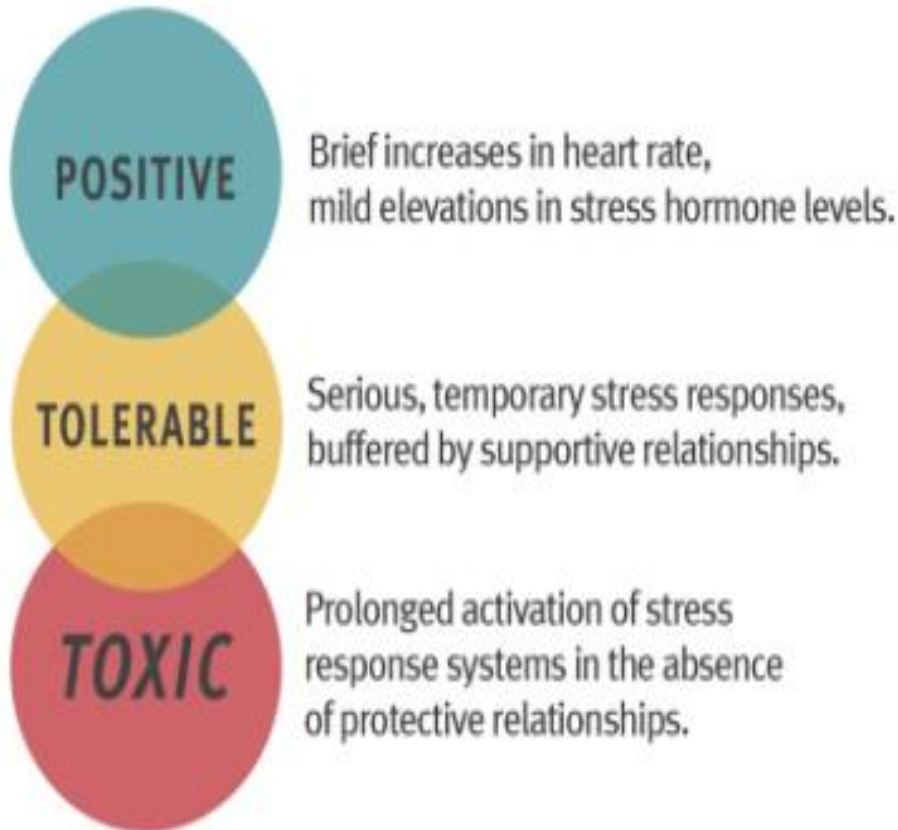 POSITIVE
Brief increases in heart rate,
mild elevations in stress hormone levels.
TOLERABLE
Serious, temporary stress responses,
buffered by supportive relationships.
TOXIC
Prolonged activation of stress
response systems in the absence
of protective relationships.